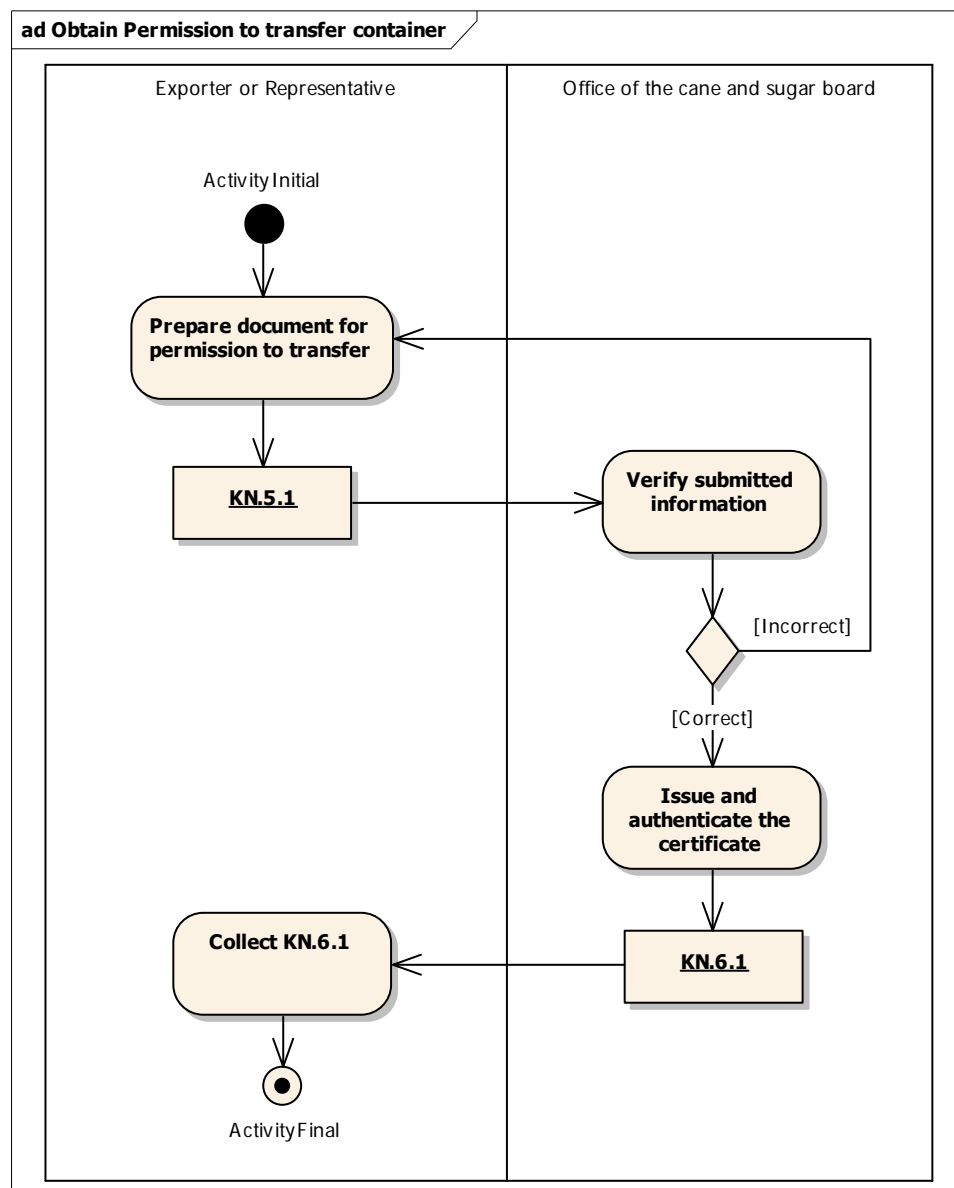 ad Obtain Permission to transfer container
Exporter or Representative
Office of the cane and sugar board
ActivityInitial
Prepare document for
permission to transfer
KN.5.1
Verify submitted
information
[Incorrect]
[Correct]
Issue and
authenticate the
certificate
Collect KN.6.1
KN.6.1
ActivityFinal